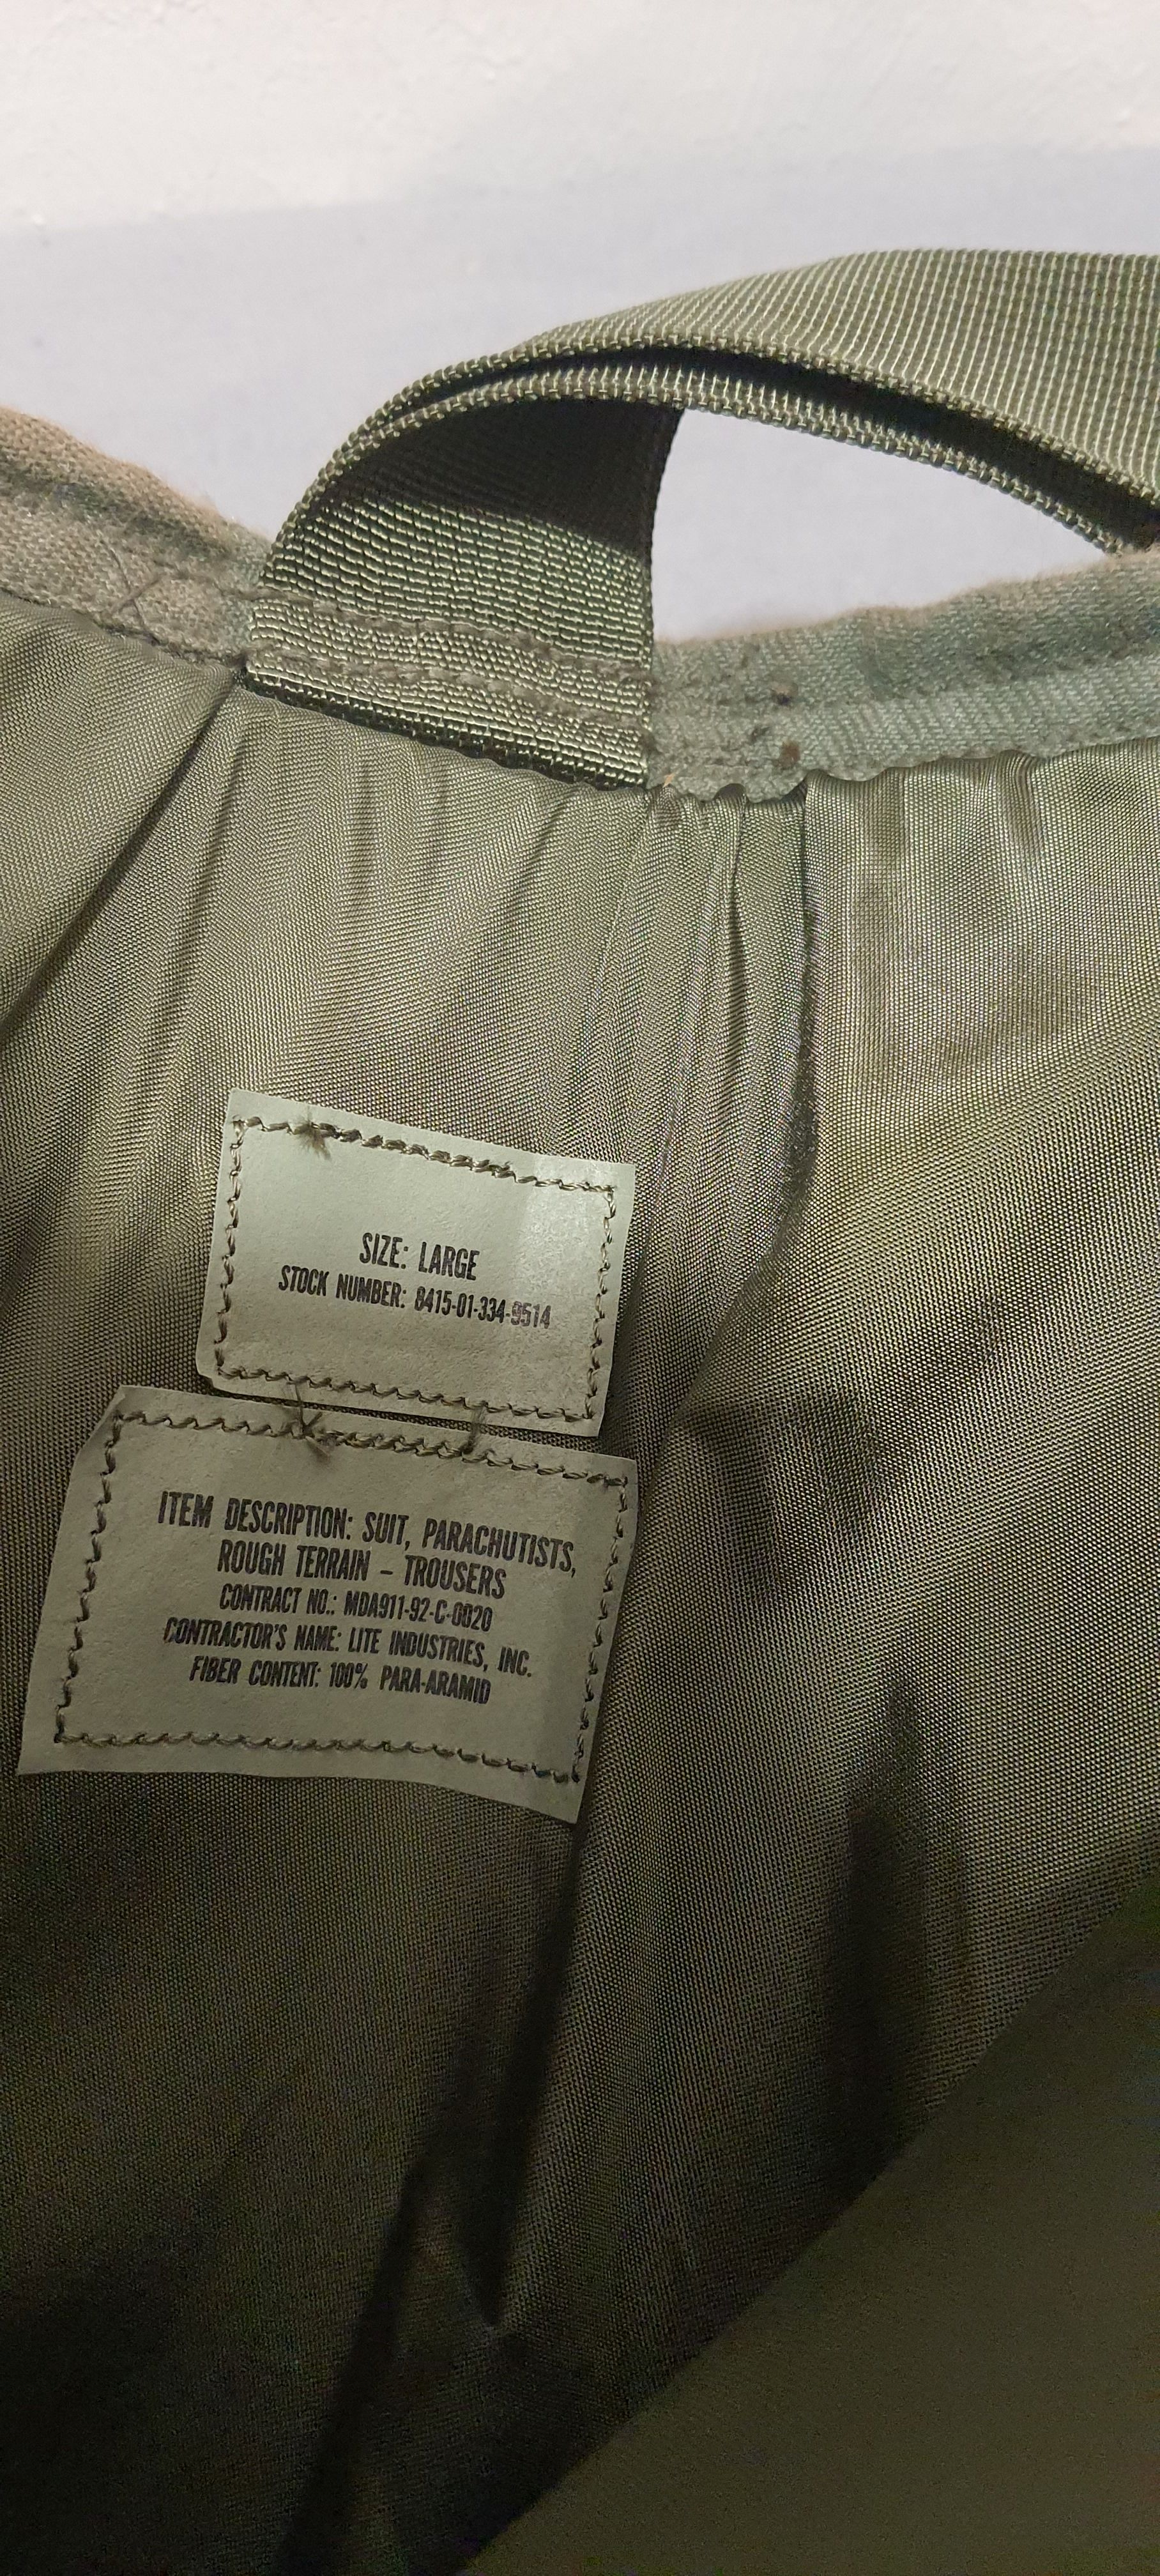 SIZE: LARGE
STOCK NUMBER: 8415-01-334-9514
ITEM DESCRIPTION: SUIT, PARACHUTISTS,
ROUGH TERRAIN – TROUSERS
CONTRACT NO.: MDA911-92-C-0020
CONTRACTOR'S NAME: LITE INDUSTRIES, INC.
FIBER CONTENT: 100% PARA-ARAMID